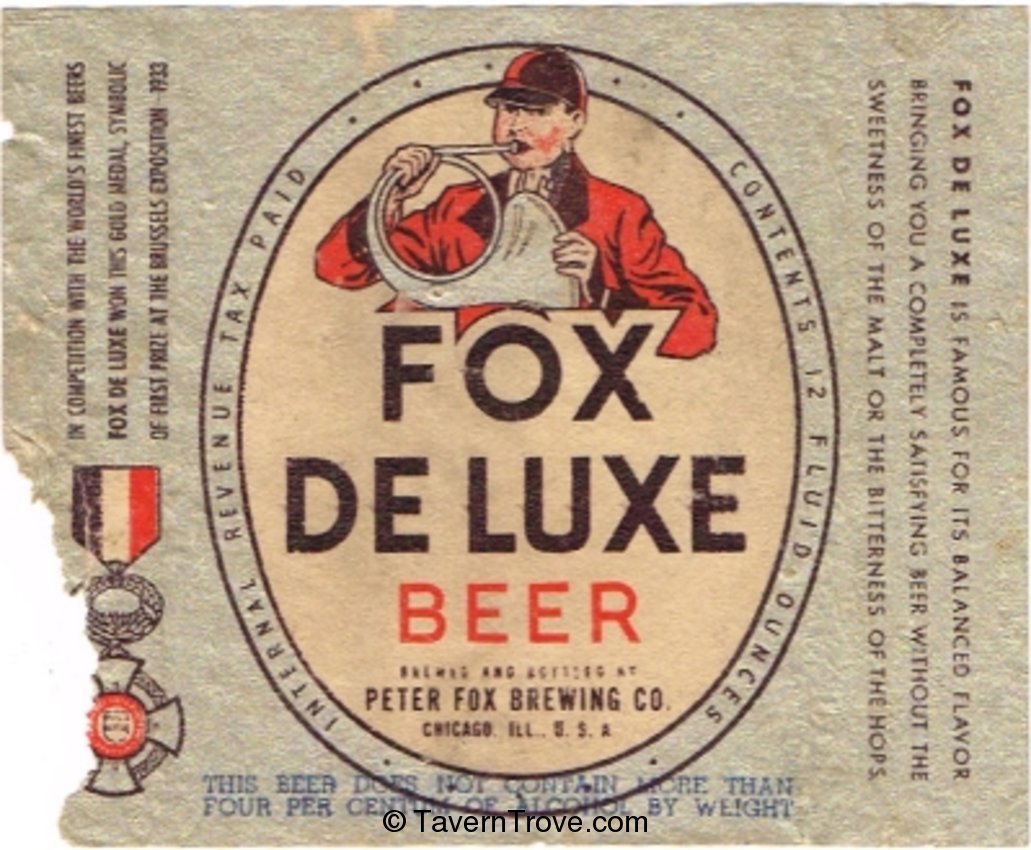 IN COMPETITION WITH THE WORLD'S FINEST BEERS
FOX DE LUXE WON THIS GOLD MEDAL, SYMBOLIC
OF FIRST PRIZE AT THE BRUSSELS EXPOSITION 1933
INTERNAL REVENUE TAX PAID
CONTENTS 12 FLUID OUNCES
FOX
DE LUXE
BEER
BREWED AND BOTTLED BY
PETER FOX BREWING CO.
CHICAGO, ILL., U. S. A.
THIS BEER DOES NOT CONTAIN MORE THAN
FOUR PER CENTUM OF ALCOHOL BY WEIGHT
FOX DE LUXE IS FAMOUS FOR ITS BALANCED FLAVOR
BRINGING YOU A COMPLETELY SATISFYING BEER WITHOUT THE
SWEETNESS OF THE MALT OR THE BITTERNESS OF THE HOPS.
© TavernTrove.com